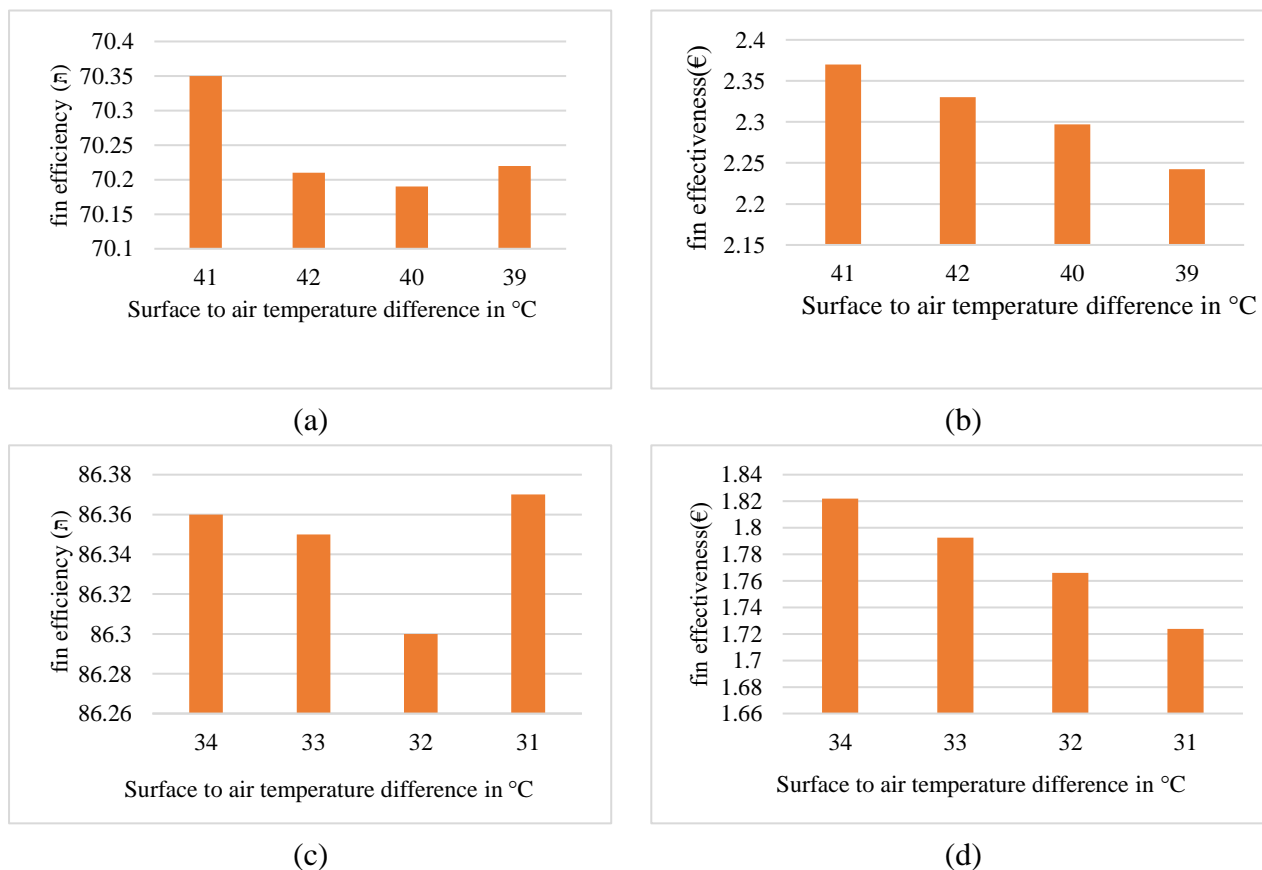 70.4
70.35
70.3
70.25
70.2
70.15
70.1
fin efficiency (ת)
41 42 40 39
Surface to air temperature difference in °C
(a)
2.4
2.35
2.3
2.25
2.2
2.15
fin effectiveness(€)
41 42 40 39
Surface to air temperature difference in °C
(b)
86.38
86.36
86.34
86.32
86.3
86.28
86.26
fin efficiency (ת)
34 33 32 31
Surface to air temperature difference in °C
(c)
1.84
1.82
1.8
1.78
1.76
1.74
1.72
1.7
1.68
1.66
fin effectiveness(€)
34 33 32 31
Surface to air temperature difference in °C
(d)